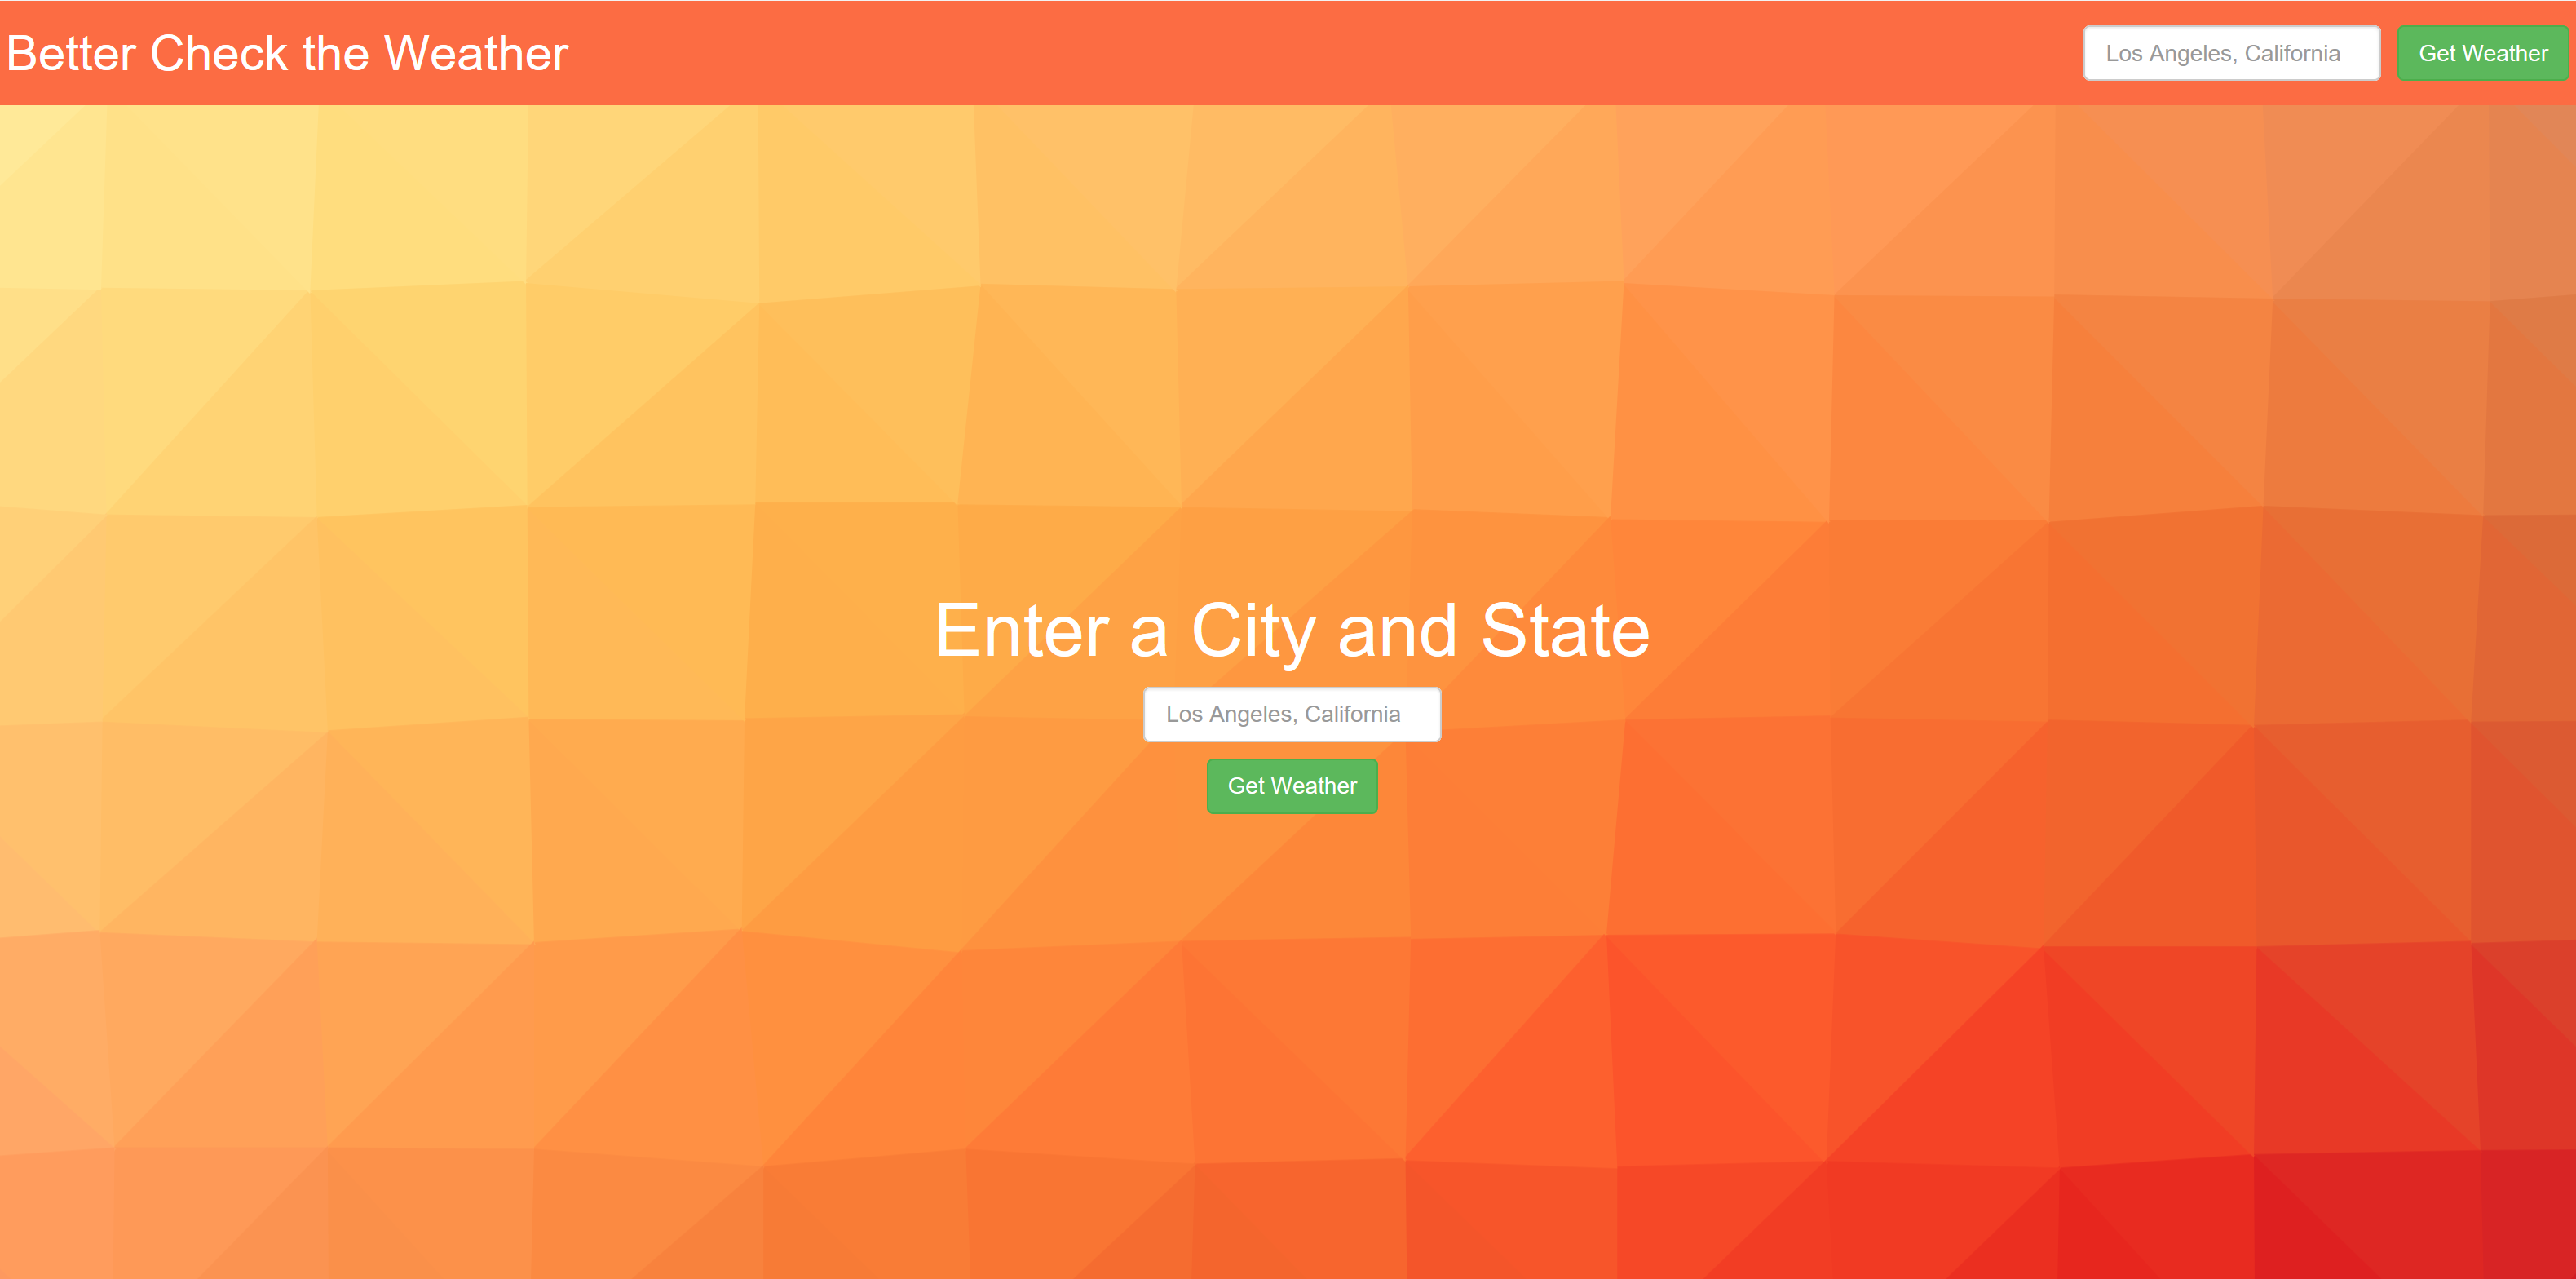 Better Check the Weather
Los Angeles, California
Get Weather
Enter a City and State
Los Angeles, California
Get Weather